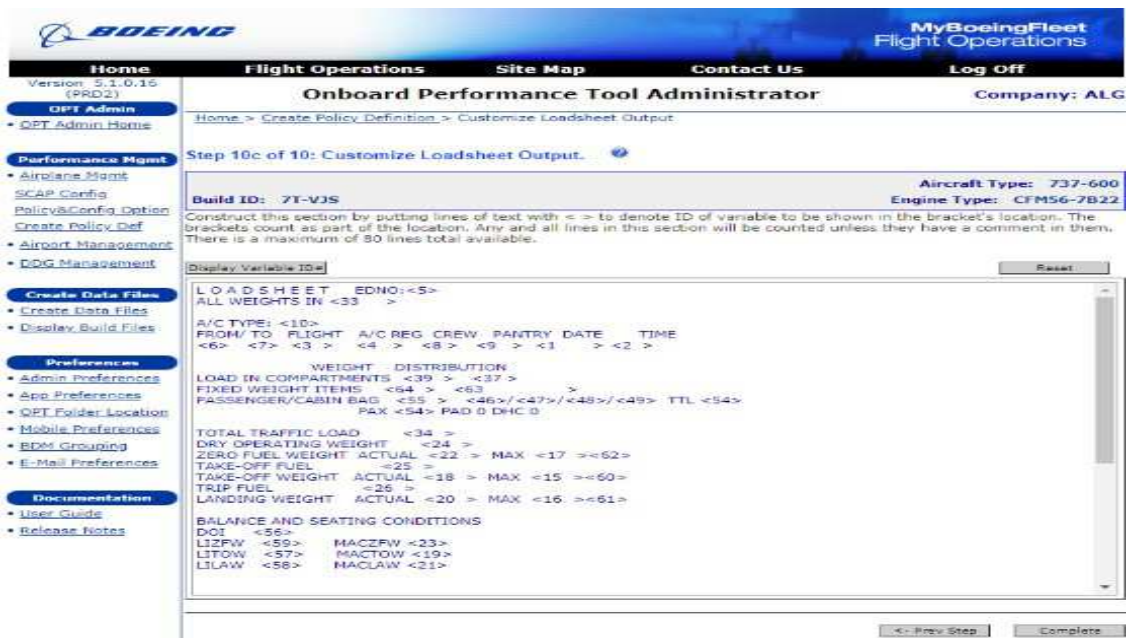 BOEING
MyBoeingFleet
Flight Operations
Home Flight Operations Site Map Contact Us Log Off
Version 5.1.0.16
(PRD2)
OPT Admin
• OPT Admin Home
Performance Mgmt
• Airplane Mgmt
SCAP Config
Policy&Config Option
Create Policy Def
• Airport Management
• DDG Management
Create Data Files
• Create Data Files
• Display Build Files
Preferences
• Admin Preferences
• App Preferences
• OPT Folder Location
• Mobile Preferences
• BDM Grouping
• E-Mail Preferences
Documentation
• User Guide
• Release Notes
Onboard Performance Tool Administrator Company: ALG
Home > Create Policy Definition > Customize Loadsheet Output
Step 10c of 10: Customize Loadsheet Output. ?
Aircraft Type: 737-600
Build ID: 7T-VJS Engine Type: CFM56-7B22
Construct this section by putting lines of text with < > to denote ID of variable to be shown in the bracket's location. The
brackets count as part of the location. Any and all lines in this section will be counted unless they have a comment in them.
There is a maximum of 80 lines total available.
Display Variable ID# Reset
L O A D S H E E T EDNO:<5>
ALL WEIGHTS IN <33 >
A/C TYPE: <10>
FROM/ TO FLIGHT A/C REG CREW PANTRY DATE TIME
<6> <7> <3 > <4 > <8 > <9 > <1 > <2 >
WEIGHT DISTRIBUTION
LOAD IN COMPARTMENTS <39 > <37 >
FIXED WEIGHT ITEMS <64 > <63 >
PASSENGER/CABIN BAG <55 > <46>/<47>/<48>/<49> TTL <54>
PAX <54> PAD 0 DHC 0
TOTAL TRAFFIC LOAD <34 >
DRY OPERATING WEIGHT <24 >
ZERO FUEL WEIGHT ACTUAL <22 > MAX <17 ><62>
TAKE-OFF FUEL <25 >
TAKE-OFF WEIGHT ACTUAL <18 > MAX <15 ><60>
TRIP FUEL <26 >
LANDING WEIGHT ACTUAL <20 > MAX <16 ><61>
BALANCE AND SEATING CONDITIONS
DOI <56>
LIZFW <59> MACZFW <23>
LITOW <57> MACTOW <19>
LILAW <58> MACLAW <21>
<- Prev Step Complete